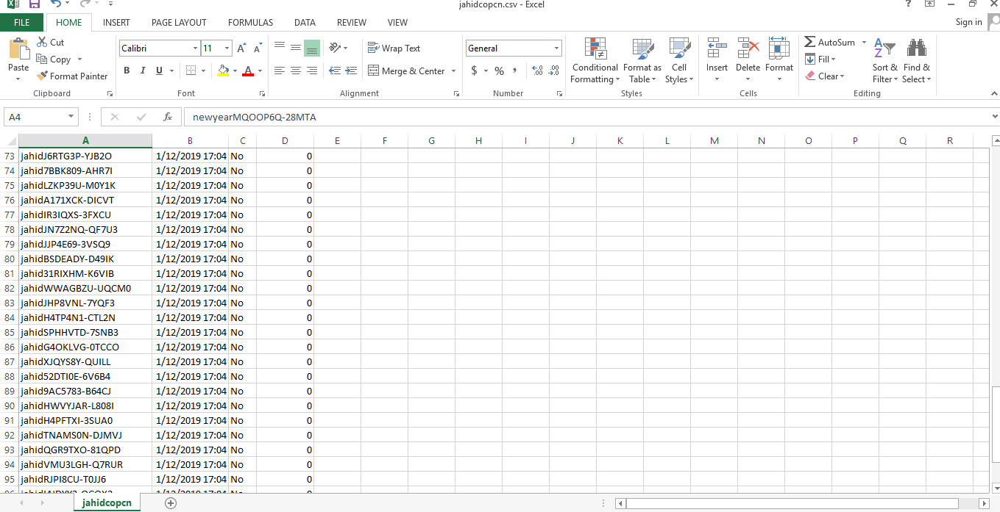 jahidcopcn.csv - Excel
FILE HOME INSERT PAGE LAYOUT FORMULAS DATA REVIEW VIEW Sign in
Paste
Cut
Copy
Format Painter
Clipboard
Calibri 11
B I U
Font
Wrap Text
Merge & Center
Alignment
General
$ % ,
Number
Conditional Formatting
Format as Table
Cell Styles
Styles
Insert
Delete
Format
Cells
AutoSum
Fill
Clear
Sort & Filter
Find & Select
Editing
A4 fx newyearMQOOP6Q-28MTA
A B C D E F G H I J K L M N O P Q R
73 jahidJ6RTG3P-YJB2O 1/12/2019 17:04 No 0
74 jahid7BBK809-AHR7I 1/12/2019 17:04 No 0
75 jahidLZKP39U-M0Y1K 1/12/2019 17:04 No 0
76 jahidA171XCK-DICVT 1/12/2019 17:04 No 0
77 jahidIR3IQXS-3FXCU 1/12/2019 17:04 No 0
78 jahidJN7Z2NQ-QF7U3 1/12/2019 17:04 No 0
79 jahidJJP4E69-3VSQ9 1/12/2019 17:04 No 0
80 jahidBSDEADY-D49IK 1/12/2019 17:04 No 0
81 jahid31RIXHM-K6VIB 1/12/2019 17:04 No 0
82 jahidWWAGBZU-UQCM0 1/12/2019 17:04 No 0
83 jahidJHP8VNL-7YQF3 1/12/2019 17:04 No 0
84 jahidH4TP4N1-CTL2N 1/12/2019 17:04 No 0
85 jahidSPHHVTD-7SNB3 1/12/2019 17:04 No 0
86 jahidG4OKLVG-0TCCO 1/12/2019 17:04 No 0
87 jahidXJQYS8Y-QUILL 1/12/2019 17:04 No 0
88 jahid52DTI0E-6V6B4 1/12/2019 17:04 No 0
89 jahid9AC5783-B64CJ 1/12/2019 17:04 No 0
90 jahidHWVYJAR-L808I 1/12/2019 17:04 No 0
91 jahidH4PFTXI-3SUA0 1/12/2019 17:04 No 0
92 jahidTNAMS0N-DJMVJ 1/12/2019 17:04 No 0
93 jahidQGR9TXO-81QPD 1/12/2019 17:04 No 0
94 jahidVMU3LGH-Q7RUR 1/12/2019 17:04 No 0
95 jahidRJPI8CU-T0JJ6 1/12/2019 17:04 No 0
jahidcopcn